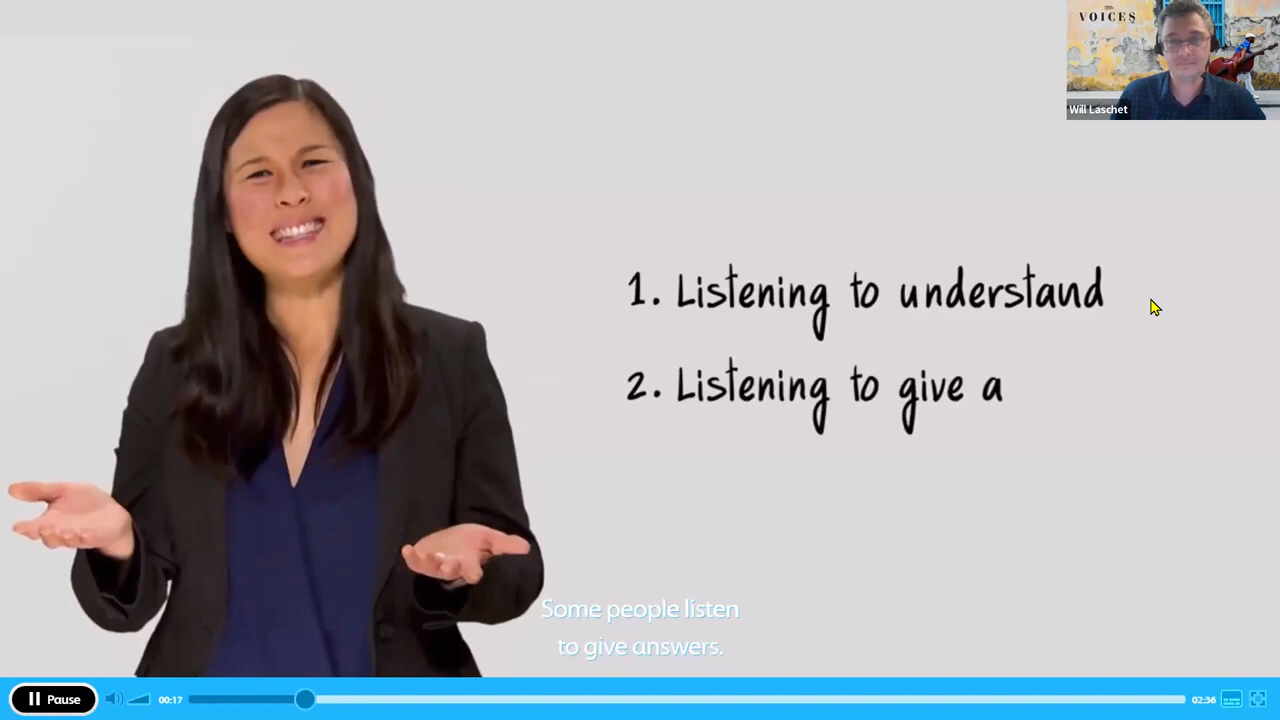 VOICES
Will Laschet
1. Listening to understand
2. Listening to give a
Some people listen
to give answers.
Pause
00:17
02:36